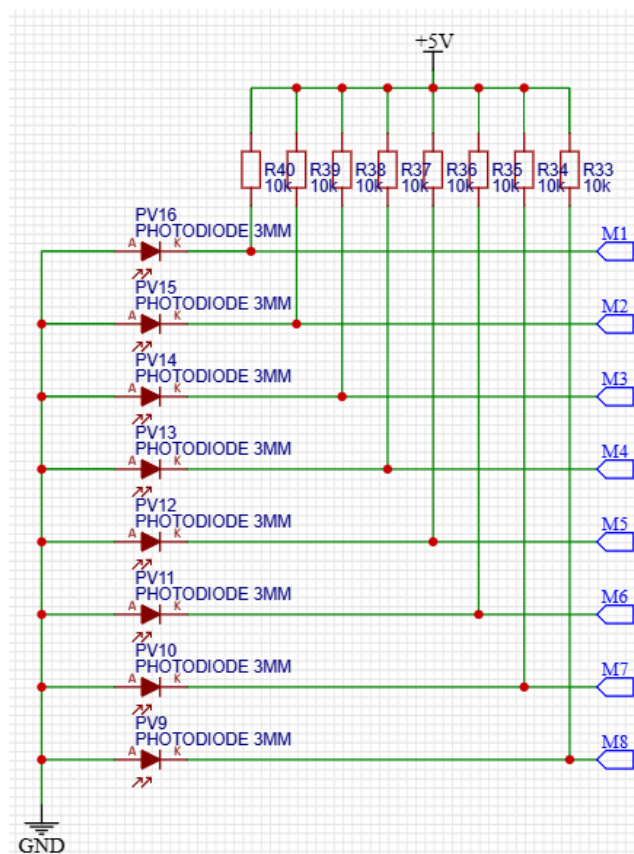 +5V
R40 R39 R38 R37 R36 R35 R34 R33
10k 10k 10k 10k 10k 10k 10k 10k
PV16
PHOTODIODE 3MM
A K
M1
PV15
PHOTODIODE 3MM
A K
M2
PV14
PHOTODIODE 3MM
A K
M3
PV13
PHOTODIODE 3MM
A K
M4
PV12
PHOTODIODE 3MM
A K
M5
PV11
PHOTODIODE 3MM
A K
M6
PV10
PHOTODIODE 3MM
A K
M7
PV9
PHOTODIODE 3MM
A K
M8
GND